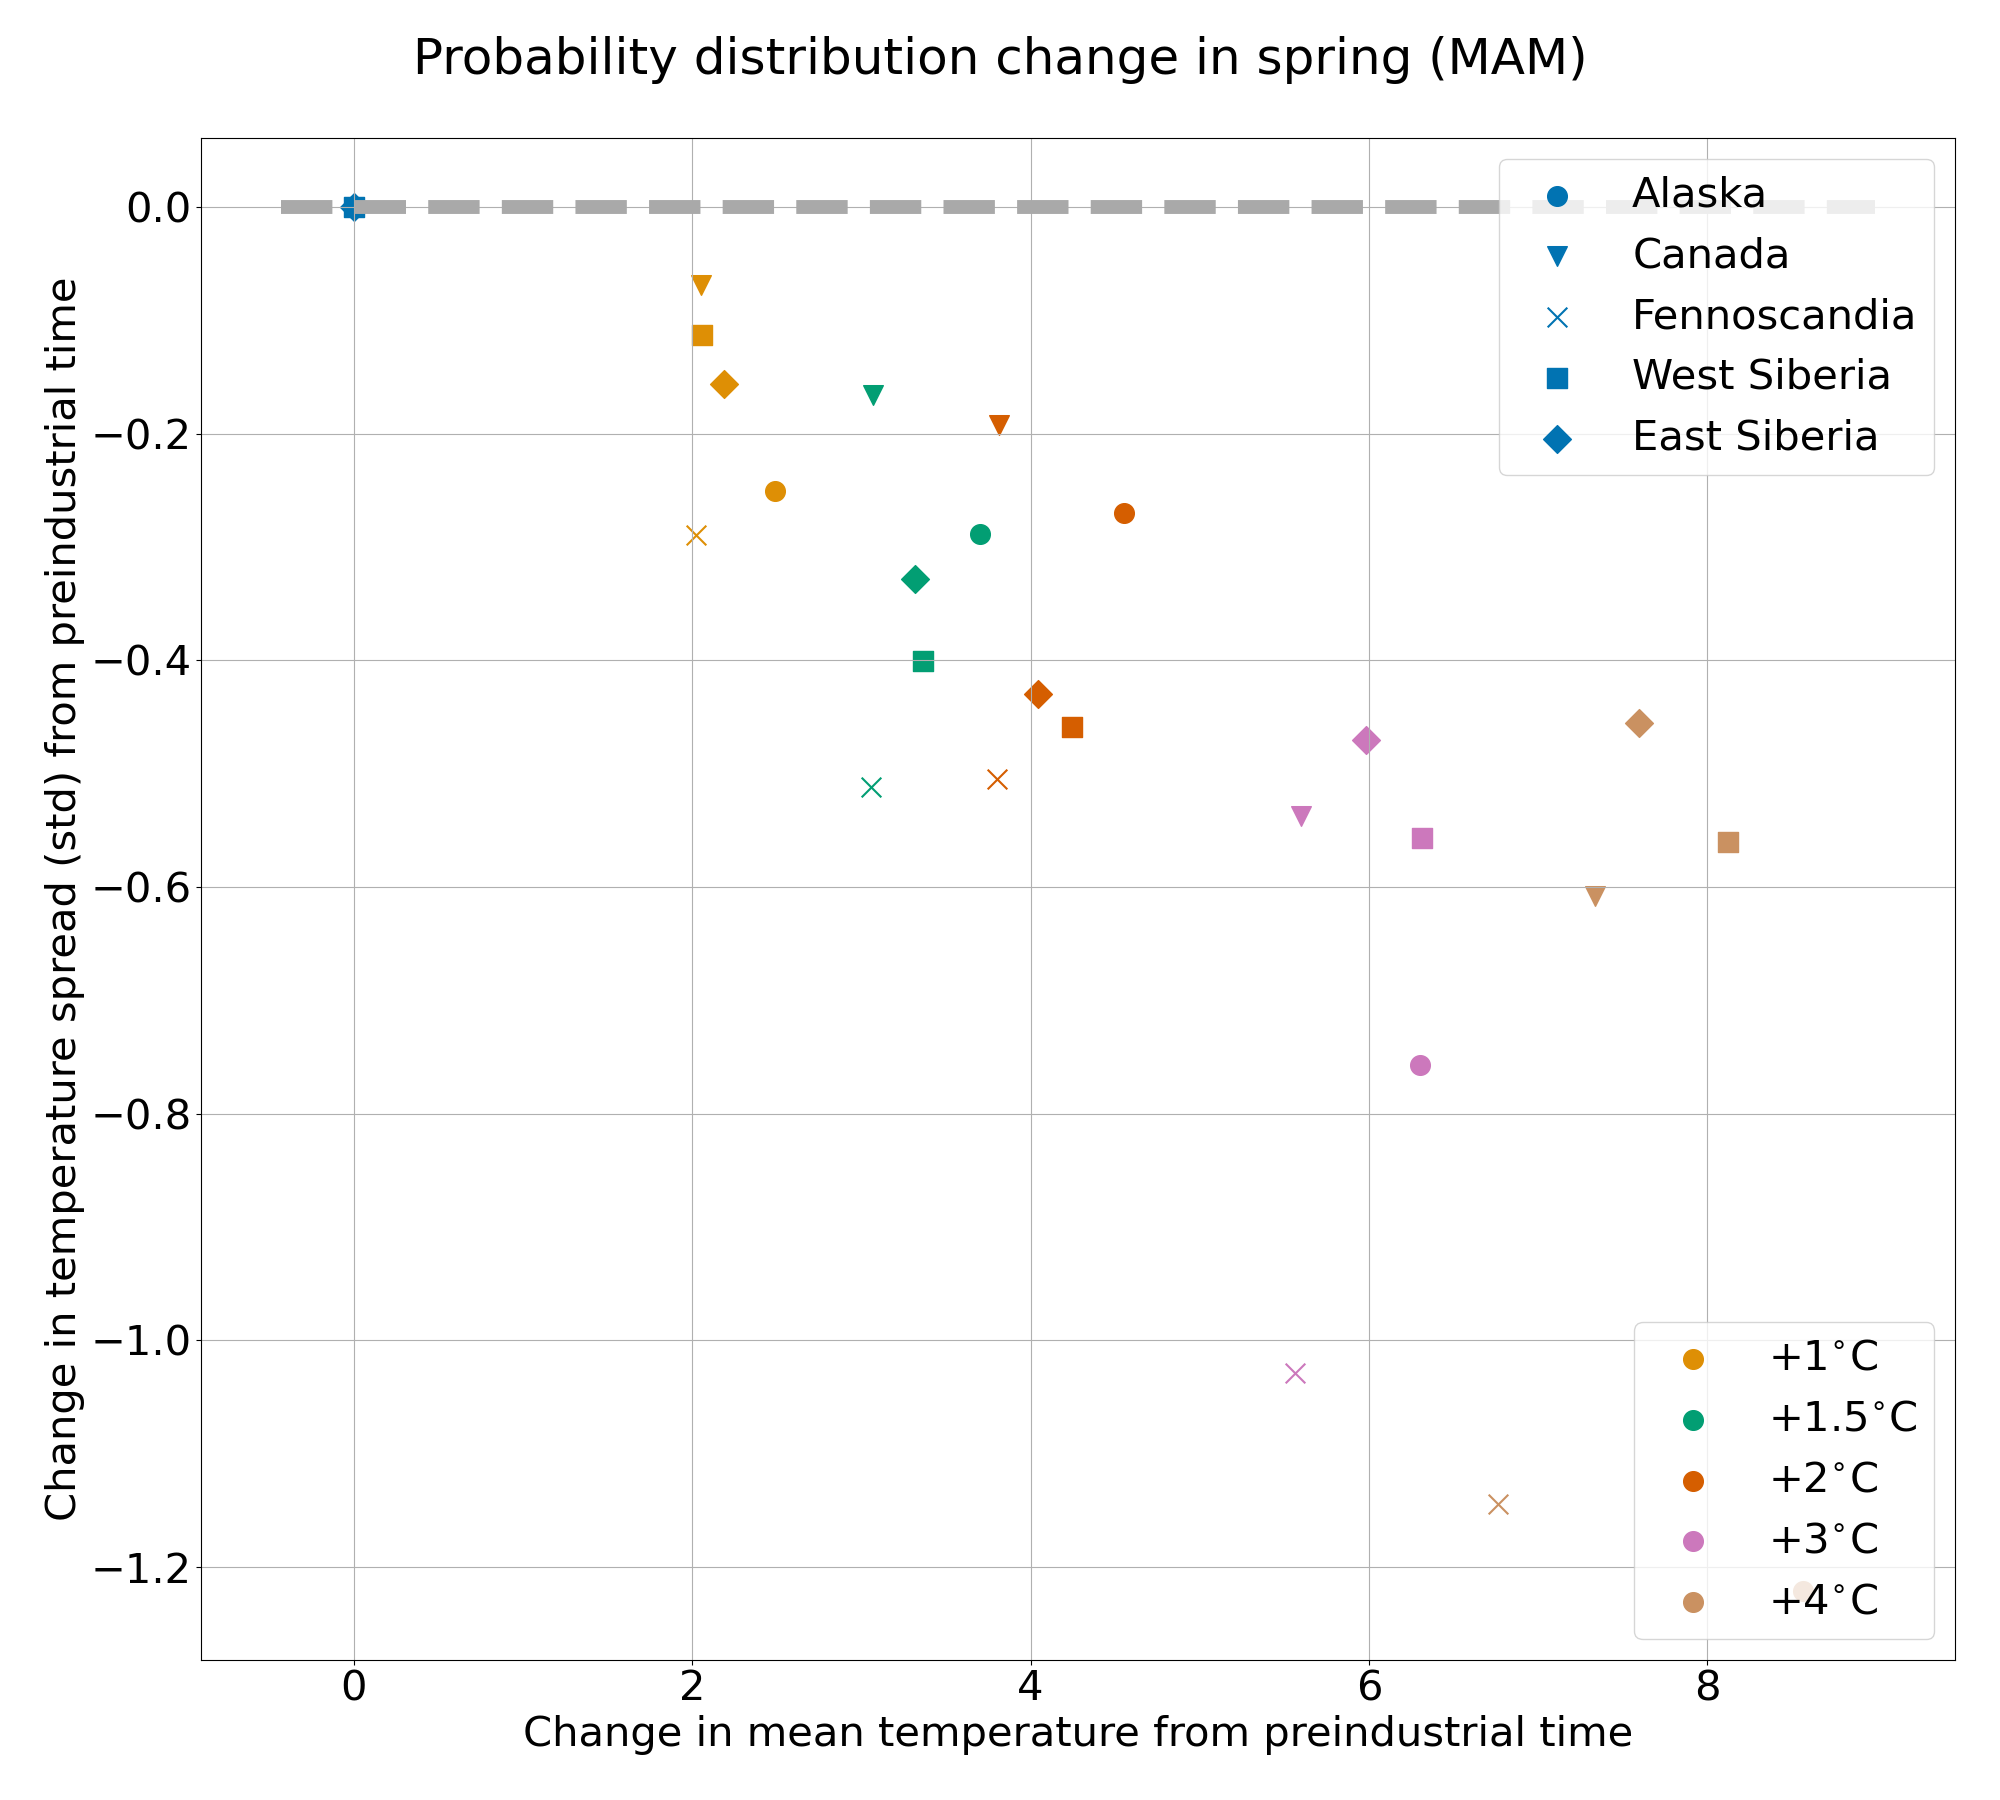 Probability distribution change in spring (MAM)
Change in temperature spread (std) from preindustrial time
0.0
−0.2
−0.4
−0.6
−0.8
−1.0
−1.2
Alaska
Canada
Fennoscandia
West Siberia
East Siberia
+1°C
+1.5°C
+2°C
+3°C
+4°C
0 2 4 6 8
Change in mean temperature from preindustrial time